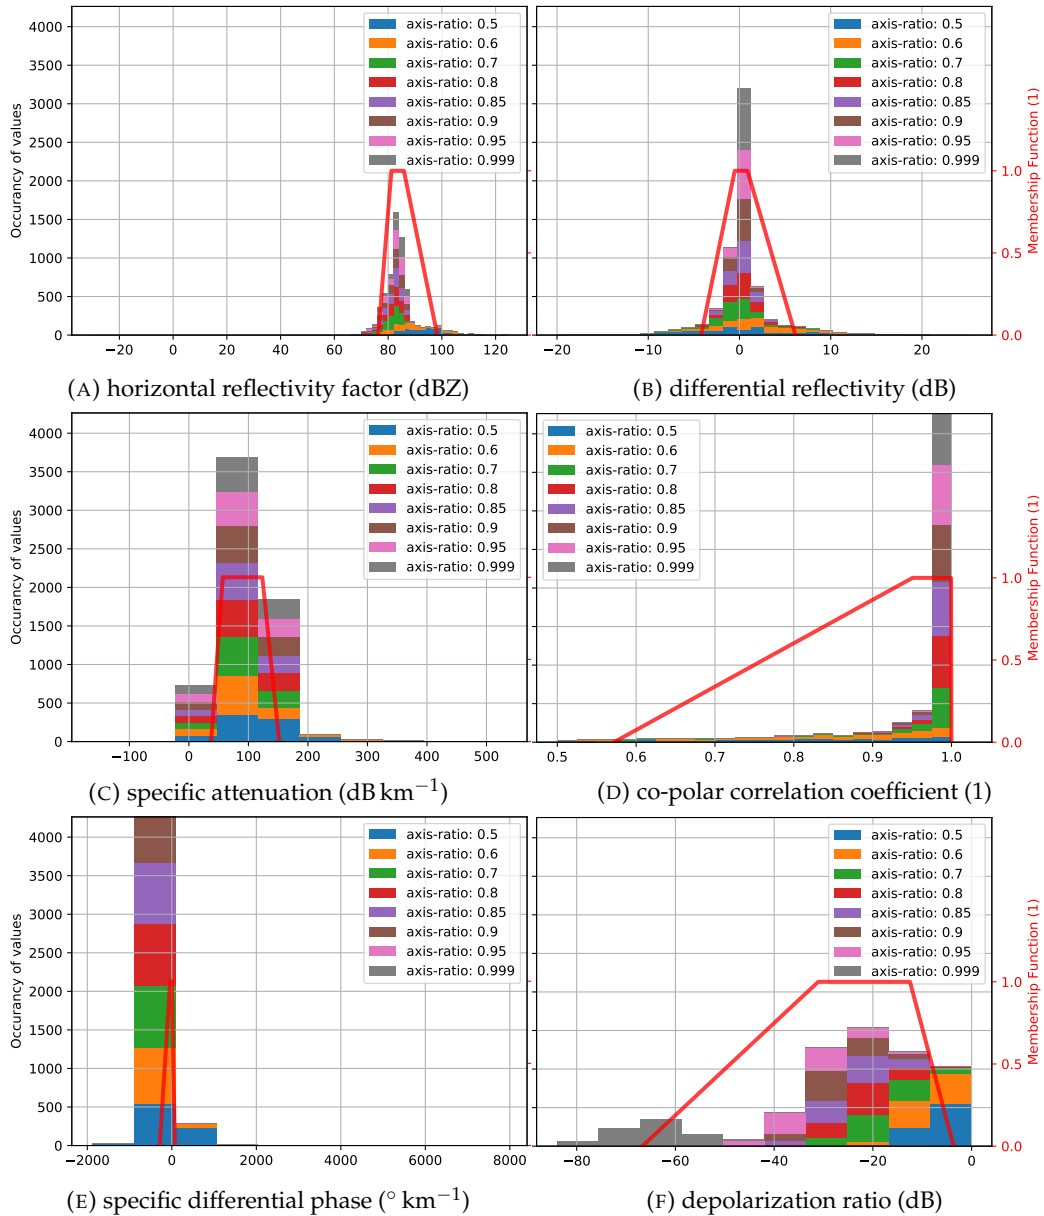 axis-ratio: 0.5
axis-ratio: 0.6
axis-ratio: 0.7
axis-ratio: 0.8
axis-ratio: 0.85
axis-ratio: 0.9
axis-ratio: 0.95
axis-ratio: 0.999
4000
3500
3000
2500
2000
1500
1000
500
0
Occurancy of values
−20 0 20 40 60 80 100 120
(A) horizontal reflectivity factor (dBZ)
axis-ratio: 0.5
axis-ratio: 0.6
axis-ratio: 0.7
axis-ratio: 0.8
axis-ratio: 0.85
axis-ratio: 0.9
axis-ratio: 0.95
axis-ratio: 0.999
1.0
0.5
0.0
Membership Function (1)
−20 −10 0 10 20
(B) differential reflectivity (dB)
axis-ratio: 0.5
axis-ratio: 0.6
axis-ratio: 0.7
axis-ratio: 0.8
axis-ratio: 0.85
axis-ratio: 0.9
axis-ratio: 0.95
axis-ratio: 0.999
4000
3500
3000
2500
2000
1500
1000
500
0
Occurancy of values
−100 0 100 200 300 400 500
(C) specific attenuation (dB km⁻¹)
axis-ratio: 0.5
axis-ratio: 0.6
axis-ratio: 0.7
axis-ratio: 0.8
axis-ratio: 0.85
axis-ratio: 0.9
axis-ratio: 0.95
axis-ratio: 0.999
1.0
0.5
0.0
Membership Function (1)
0.5 0.6 0.7 0.8 0.9 1.0
(D) co-polar correlation coefficient (1)
axis-ratio: 0.5
axis-ratio: 0.6
axis-ratio: 0.7
axis-ratio: 0.8
axis-ratio: 0.85
axis-ratio: 0.9
axis-ratio: 0.95
axis-ratio: 0.999
4000
3500
3000
2500
2000
1500
1000
500
0
Occurancy of values
−2000 0 2000 4000 6000 8000
(E) specific differential phase (° km⁻¹)
axis-ratio: 0.5
axis-ratio: 0.6
axis-ratio: 0.7
axis-ratio: 0.8
axis-ratio: 0.85
axis-ratio: 0.9
axis-ratio: 0.95
axis-ratio: 0.999
1.0
0.5
0.0
Membership Function (1)
−80 −60 −40 −20 0
(F) depolarization ratio (dB)